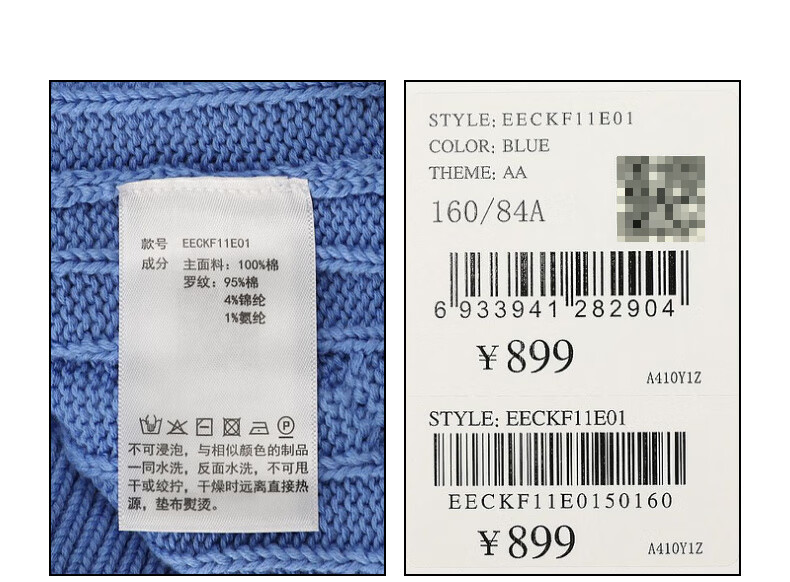 款号 EECKF11E01
成分 主面料：100%棉
罗纹：95%棉
4%锦纶
1%氨纶
不可浸泡，与相似颜色的制品
一同水洗，反面水洗，不可甩
干或绞拧，干燥时远离直接热
源，垫布熨烫。
STYLE: EECKF11E01
COLOR: BLUE
THEME: AA
160/84A
6 933941 282904
¥899
A410Y1Z
STYLE: EECKF11E01
EECKF11E0150160
¥899
A410Y1Z